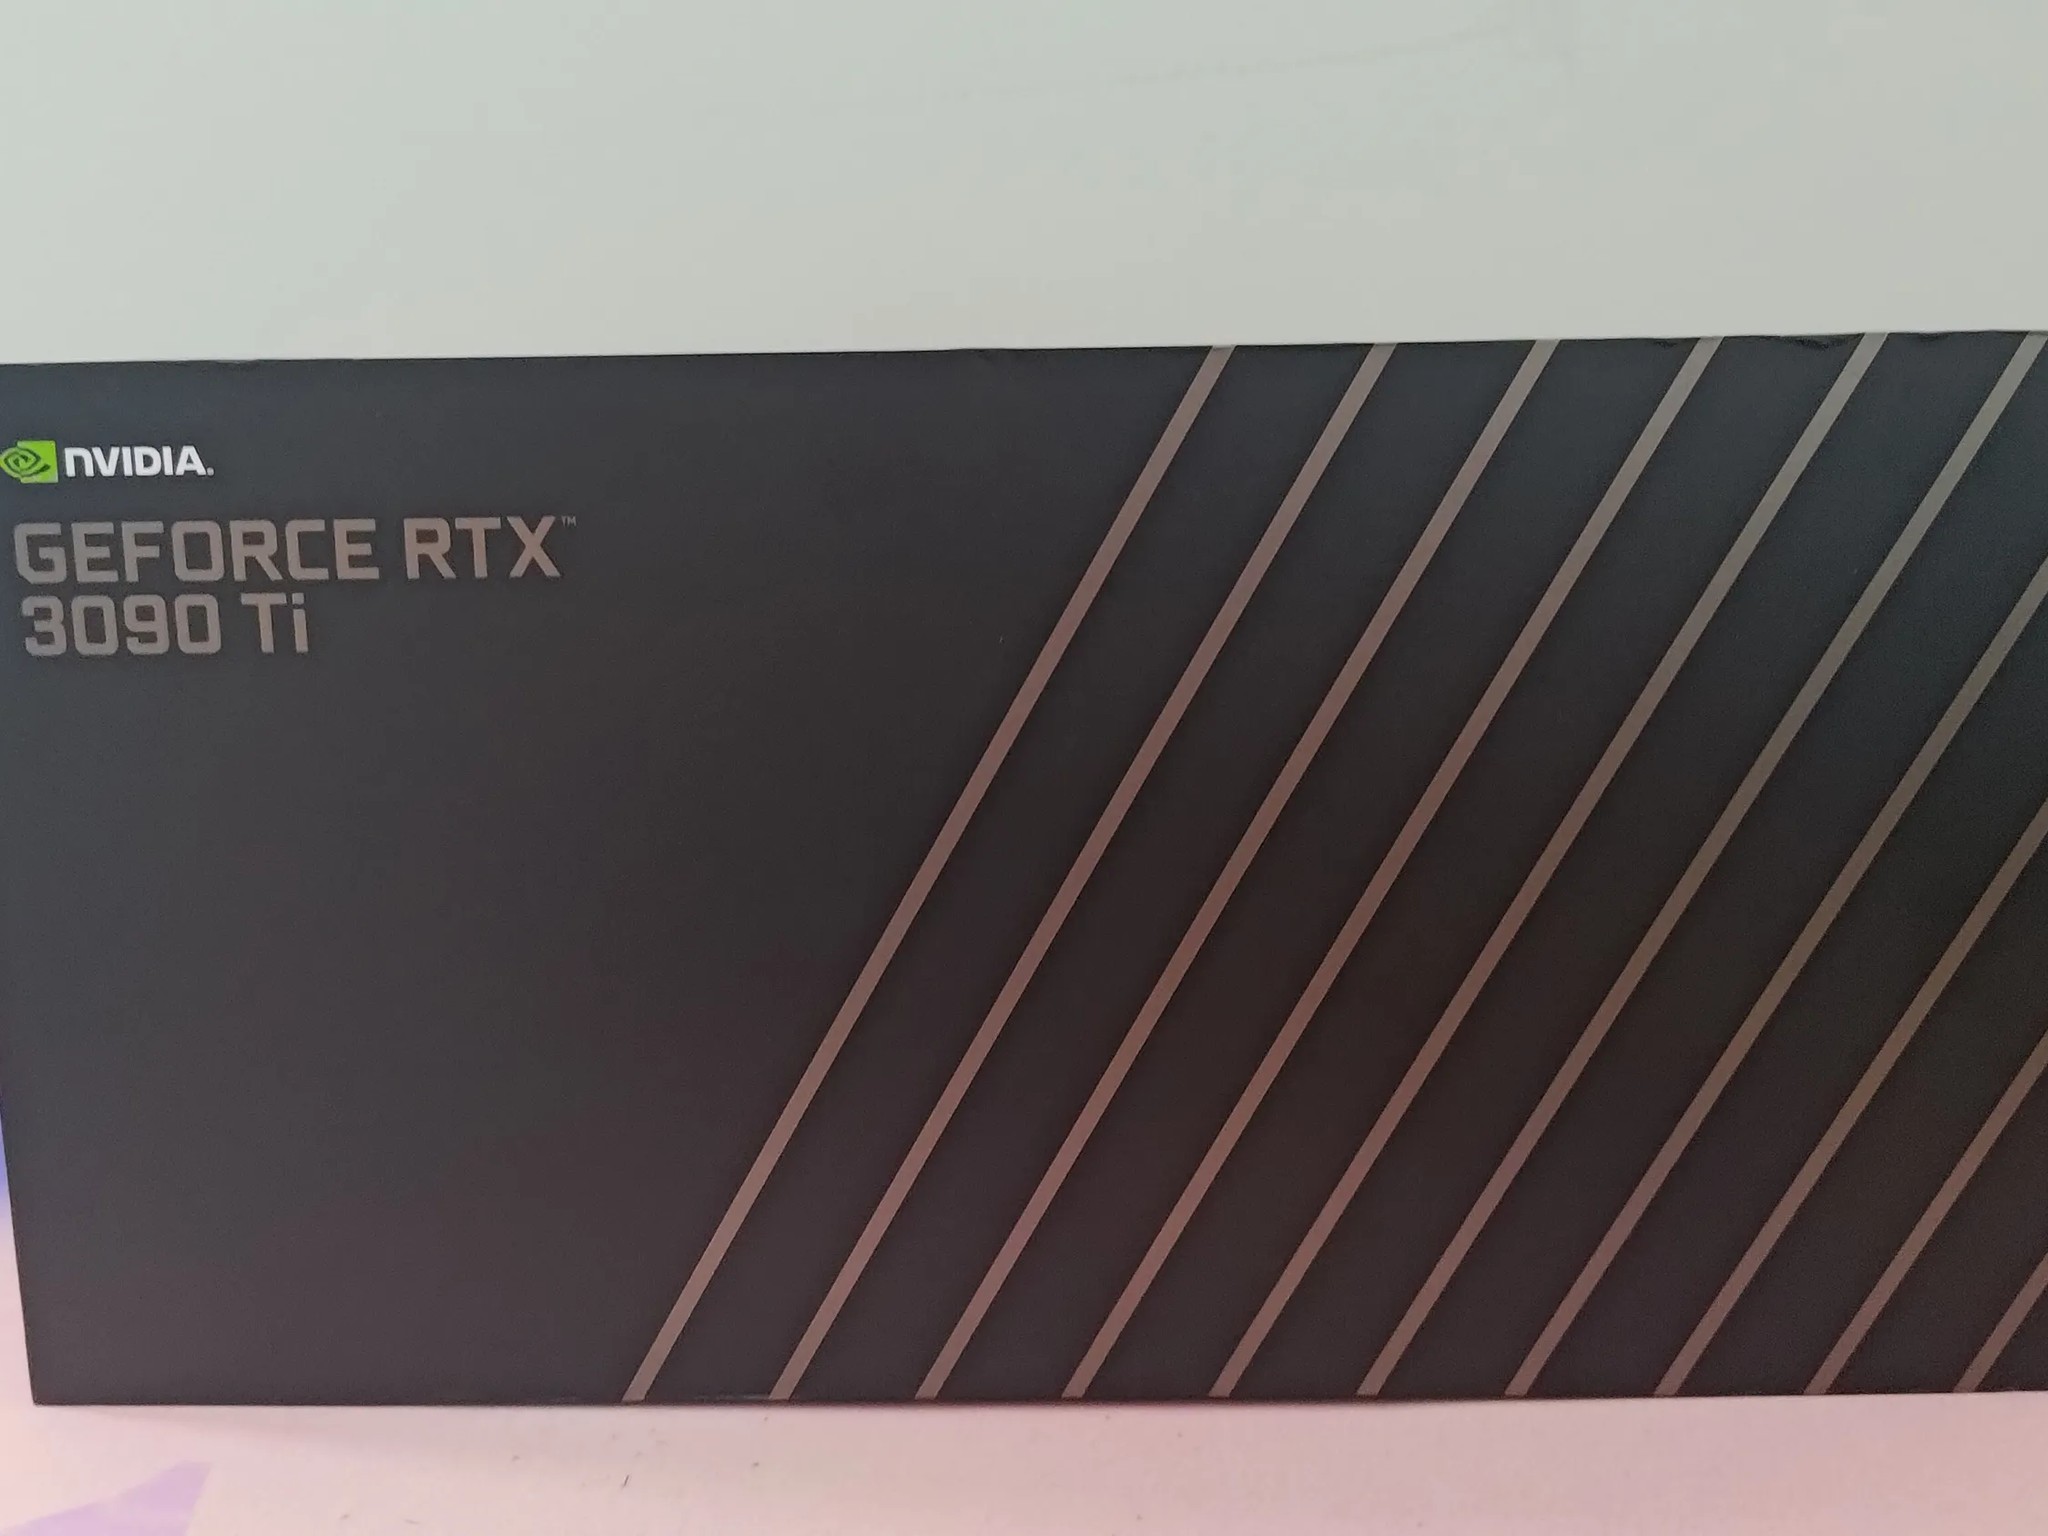 NVIDIA.
GEFORCE RTX™
3090 Ti